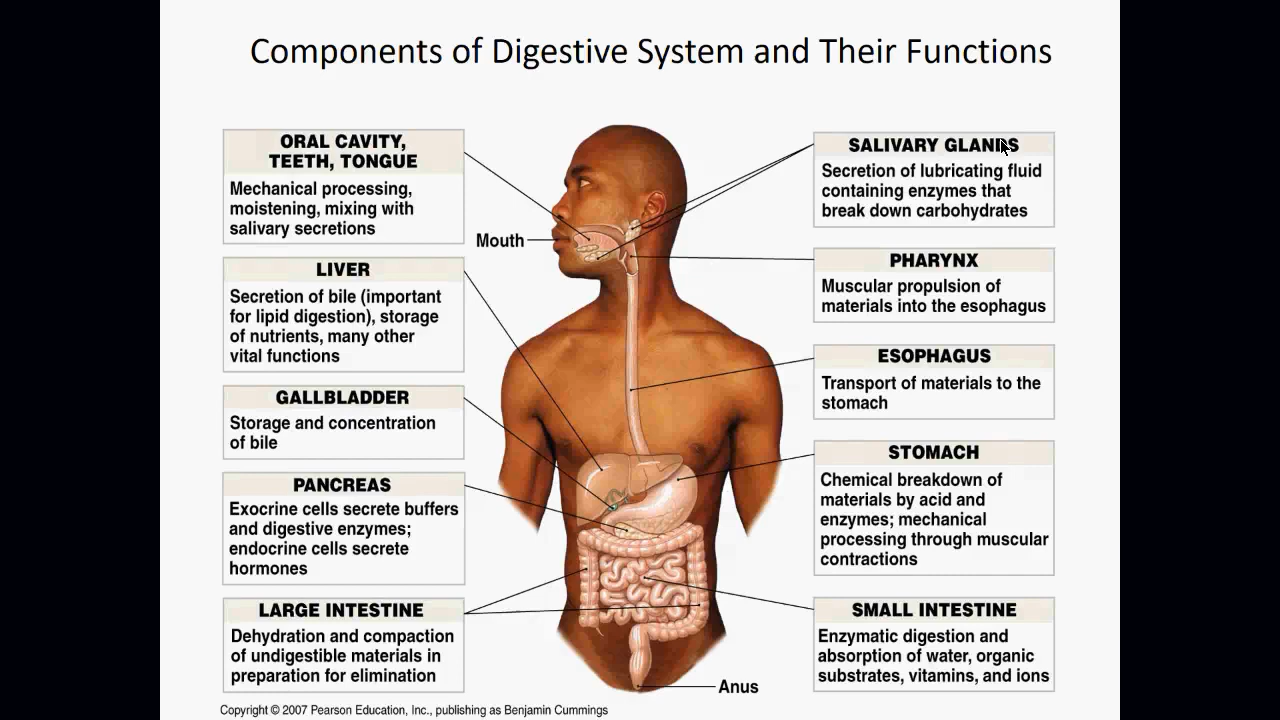 Components of Digestive System and Their Functions
ORAL CAVITY,
TEETH, TONGUE
Mechanical processing,
moistening, mixing with
salivary secretions
Mouth
LIVER
Secretion of bile (important
for lipid digestion), storage
of nutrients, many other
vital functions
GALLBLADDER
Storage and concentration
of bile
PANCREAS
Exocrine cells secrete buffers
and digestive enzymes;
endocrine cells secrete
hormones
LARGE INTESTINE
Dehydration and compaction
of undigestible materials in
preparation for elimination
SALIVARY GLANDS
Secretion of lubricating fluid
containing enzymes that
break down carbohydrates
PHARYNX
Muscular propulsion of
materials into the esophagus
ESOPHAGUS
Transport of materials to the
stomach
STOMACH
Chemical breakdown of
materials by acid and
enzymes; mechanical
processing through muscular
contractions
SMALL INTESTINE
Enzymatic digestion and
absorption of water, organic
substrates, vitamins, and ions
Anus
Copyright © 2007 Pearson Education, Inc., publishing as Benjamin Cummings